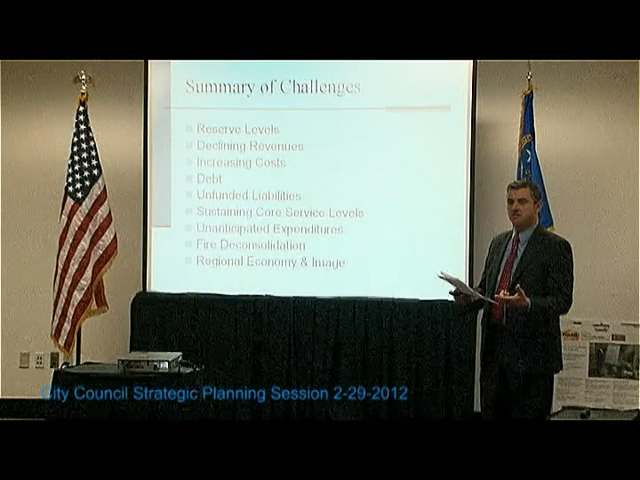 Summary of Challenges
Reserve Levels
Declining Revenues
Increasing Costs
Debt
Unfunded Liabilities
Sustaining Core Service Levels
Unanticipated Expenditures
Fire Deconsolidation
Regional Economy & Image
City Council Strategic Planning Session 2-29-2012